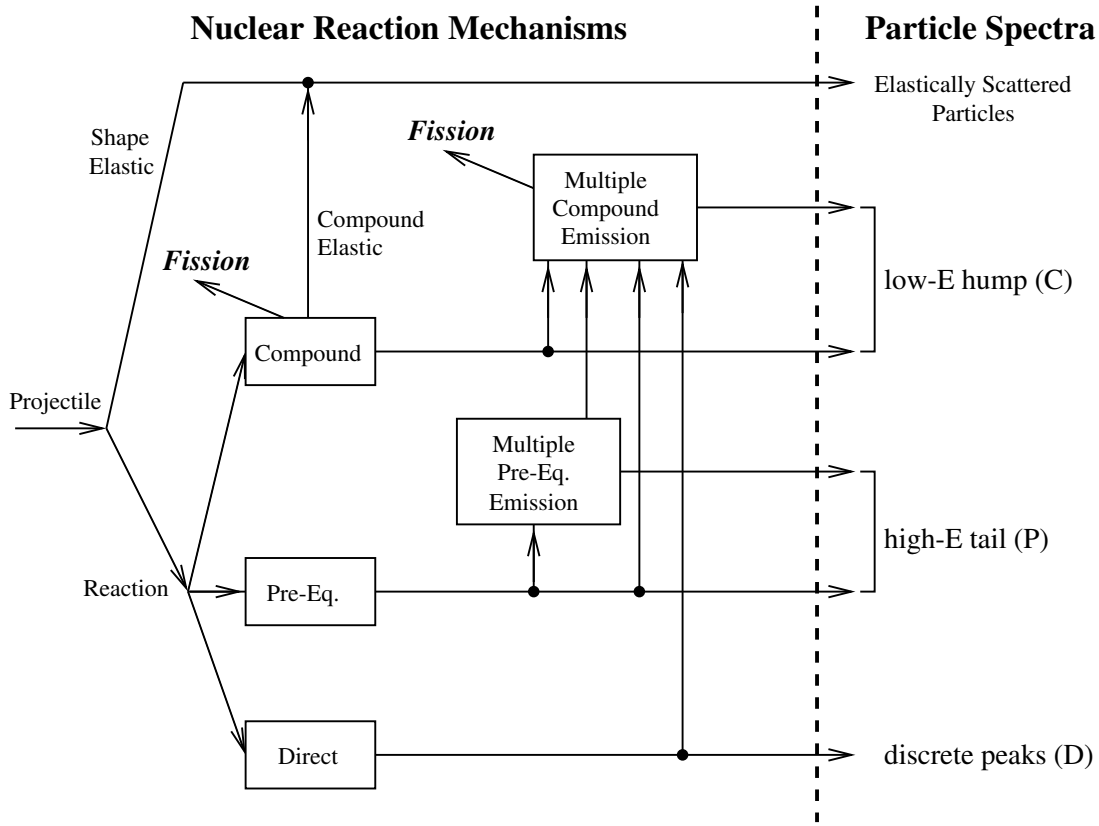 Nuclear Reaction Mechanisms
Particle Spectra
Elastically Scattered
Particles
Shape
Elastic
Fission
Multiple
Compound
Emission
Compound
Elastic
Fission
low-E hump (C)
Compound
Projectile
Multiple
Pre-Eq.
Emission
high-E tail (P)
Reaction
Pre-Eq.
Direct
discrete peaks (D)